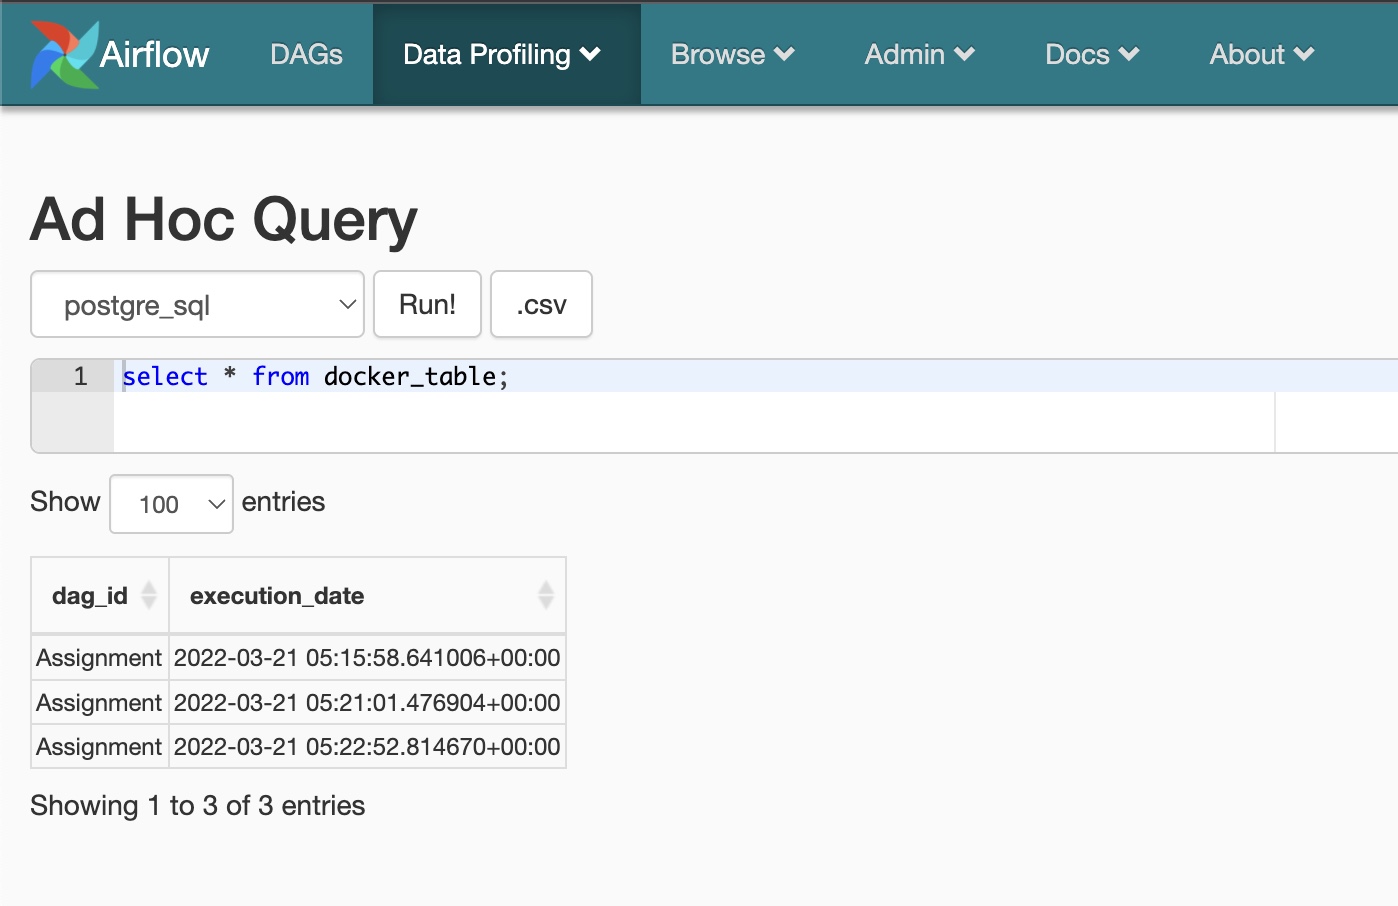 Airflow DAGs Data Profiling Browse Admin Docs About
Ad Hoc Query
postgre_sql Run! .csv
1 select * from docker_table;
Show 100 entries
dag_id execution_date
Assignment 2022-03-21 05:15:58.641006+00:00
Assignment 2022-03-21 05:21:01.476904+00:00
Assignment 2022-03-21 05:22:52.814670+00:00
Showing 1 to 3 of 3 entries